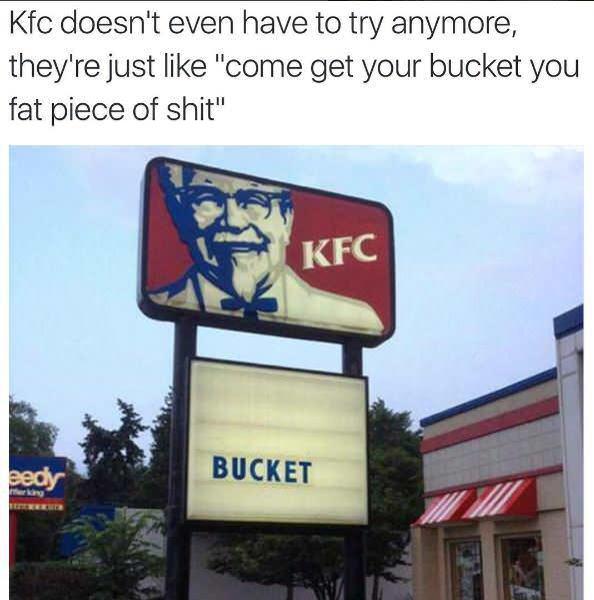 Kfc doesn't even have to try anymore,
they're just like "come get your bucket you
fat piece of shit"
KFC
BUCKET
eedy